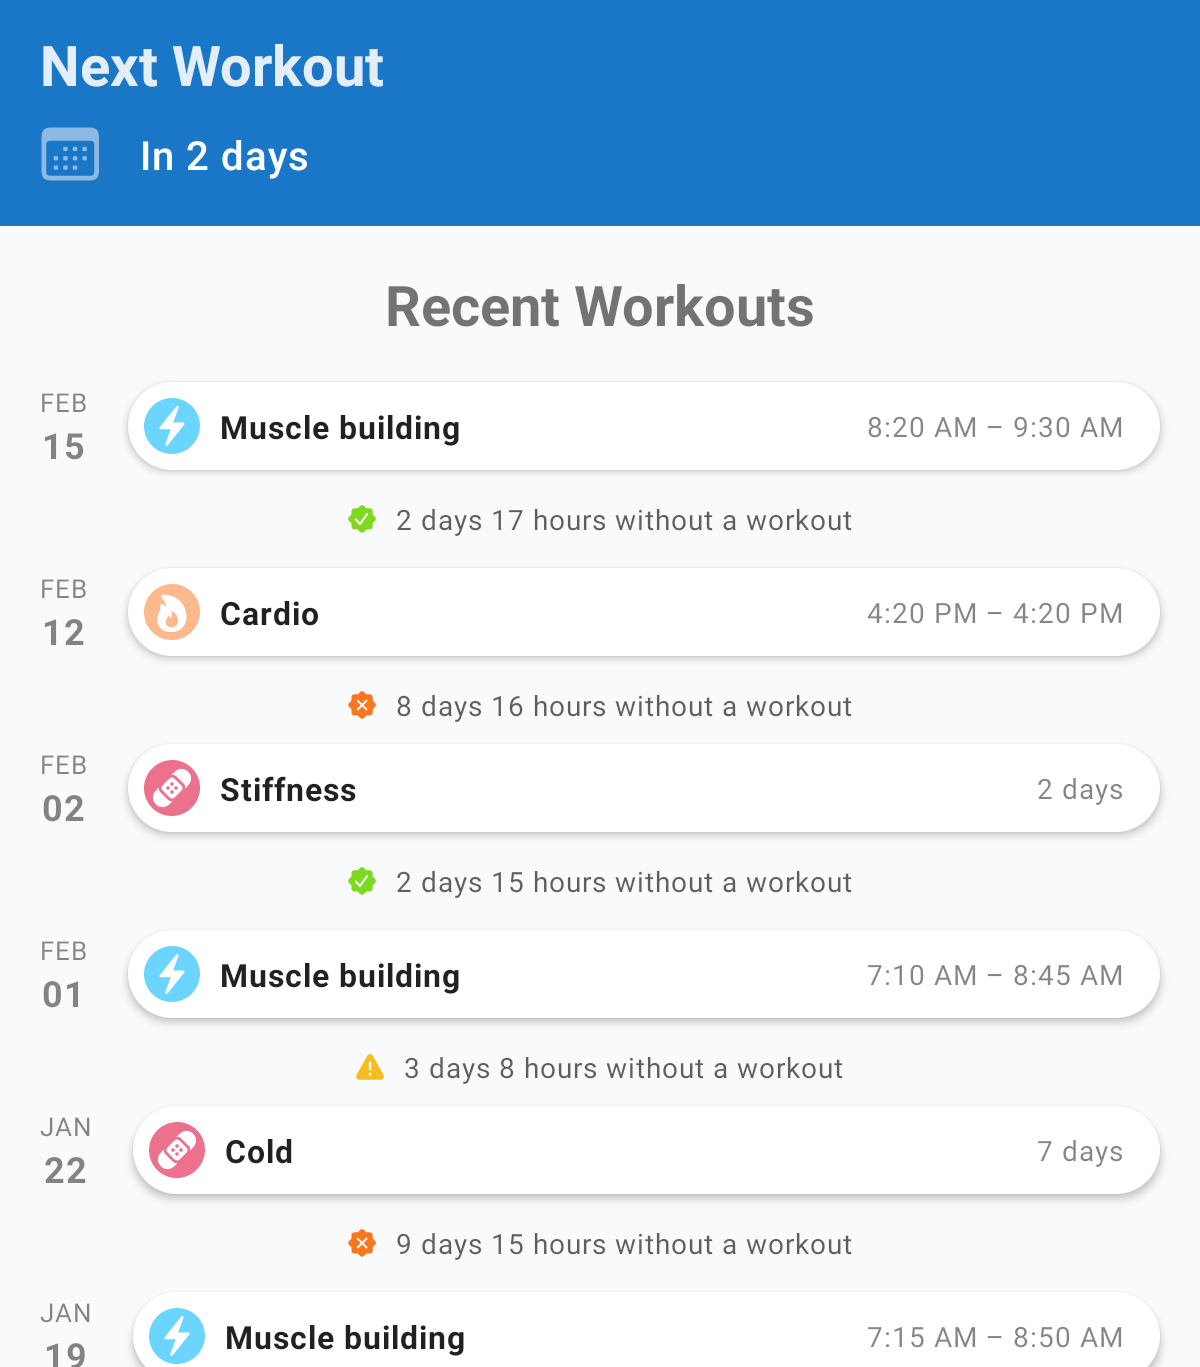 Next Workout
In 2 days
Recent Workouts
FEB
15
Muscle building
8:20 AM – 9:30 AM
2 days 17 hours without a workout
FEB
12
Cardio
4:20 PM – 4:20 PM
8 days 16 hours without a workout
FEB
02
Stiffness
2 days
2 days 15 hours without a workout
FEB
01
Muscle building
7:10 AM – 8:45 AM
3 days 8 hours without a workout
JAN
22
Cold
7 days
9 days 15 hours without a workout
JAN
19
Muscle building
7:15 AM – 8:50 AM